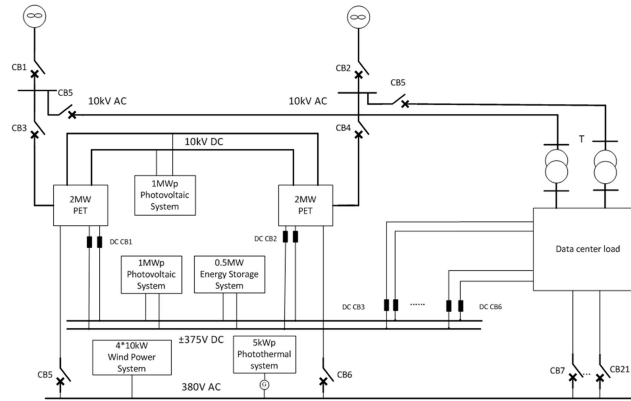 CB1
CB2
CB5
CB5
10kV AC
10kV AC
CB3
CB4
T
10kV DC
1MWp
Photovoltaic
System
2MW
PET
2MW
PET
DC CB1
DC CB2
Data center load
1MWp
Photovoltaic
System
0.5MW
Energy Storage
System
DC CB3
......
DC CB6
±375V DC
4*10kW
Wind Power
System
5kWp
Photothermal
system
G
CB5
CB6
CB7
...
CB21
380V AC